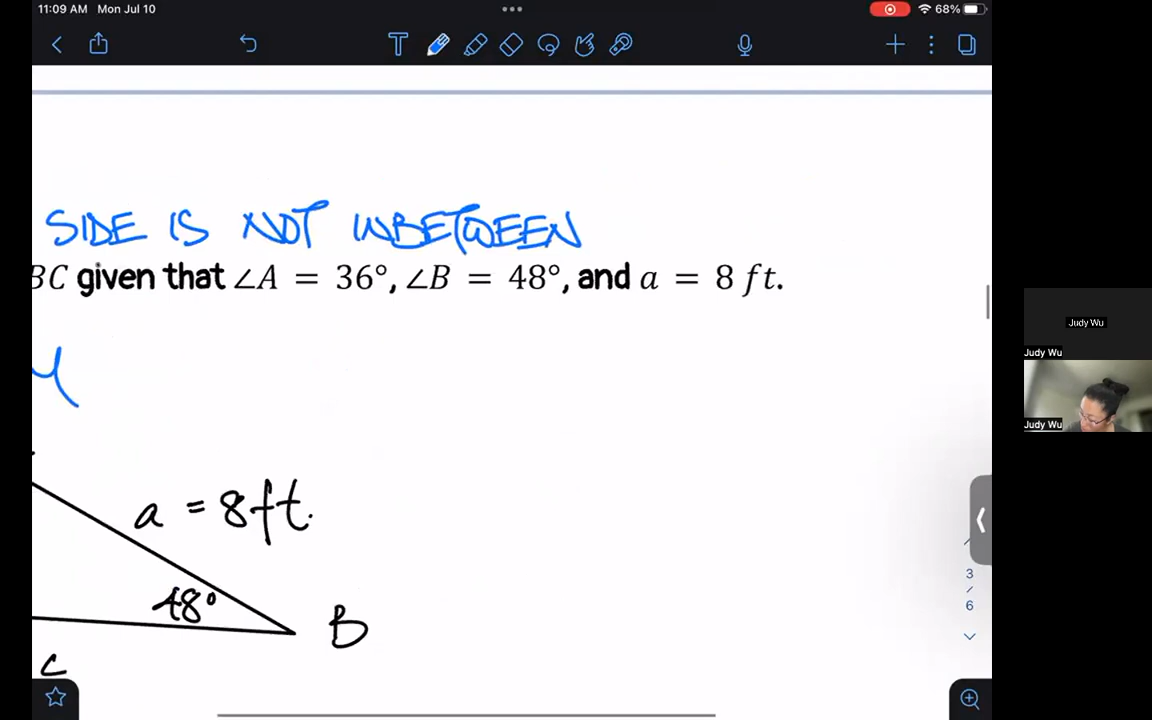 11:09 AM Mon Jul 10
68%
T
SIDE IS NOT INBETWEEN
BC given that ∠A = 36°, ∠B = 48°, and a = 8 ft.
a = 8ft.
48°
B
c
3
/
6
Judy Wu
Judy Wu
Judy Wu